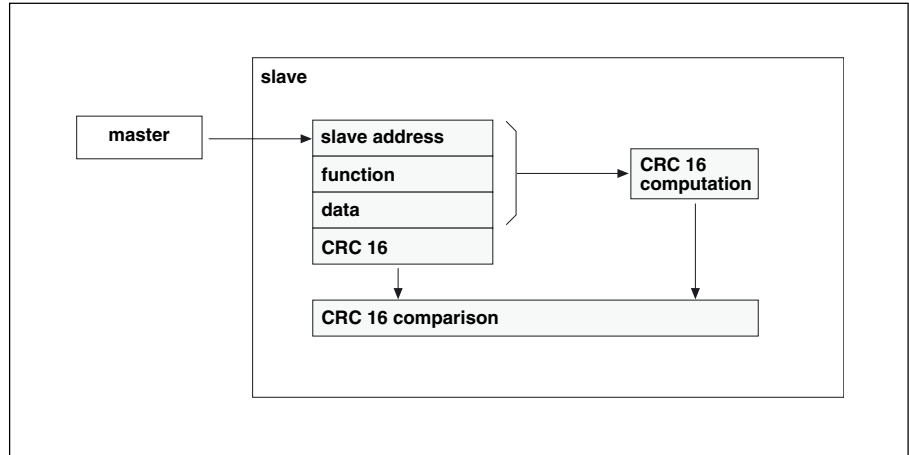 slave
master
slave address
function
data
CRC 16
CRC 16
computation
CRC 16 comparison